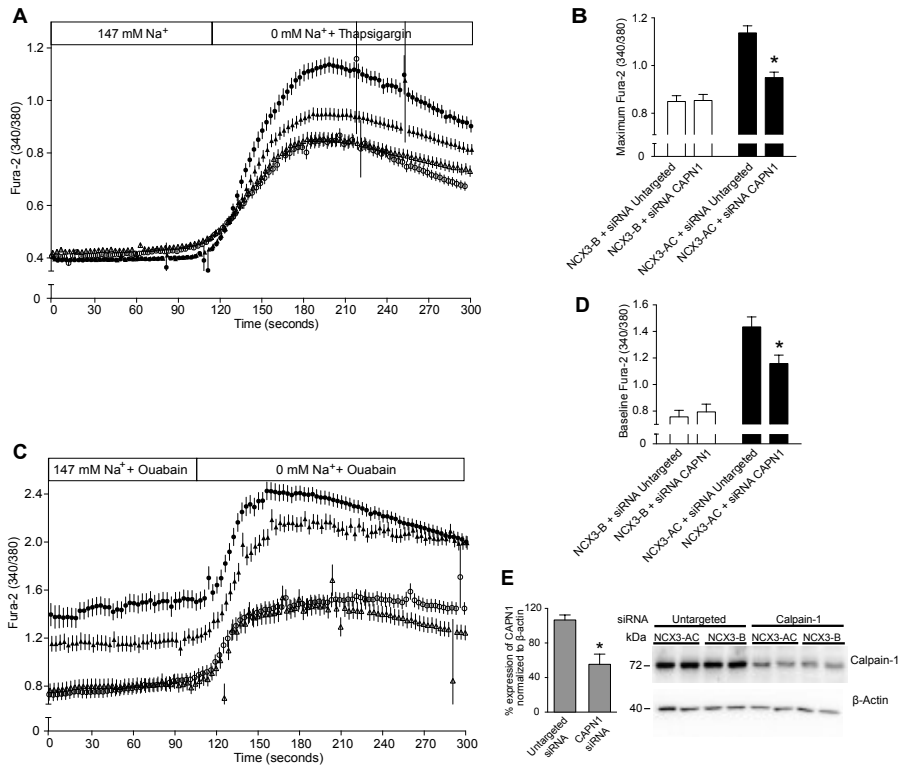 A
147 mM Na⁺
0 mM Na⁺ + Thapsigargin
1.2
1.0
0.8
0.6
0.4
0
Fura-2 (340/380)
0 30 60 90 120 150 180 210 240 270 300
Time (seconds)
B
1.2
1.0
0.8
0
Maximum Fura-2 (340/380)
*
NCX3-B + siRNA Untargeted
NCX3-B + siRNA CAPN1
NCX3-AC + siRNA Untargeted
NCX3-AC + siRNA CAPN1
C
147 mM Na⁺ + Ouabain
0 mM Na⁺ + Ouabain
2.4
2.0
1.6
1.2
0.8
0
Fura-2 (340/380)
0 30 60 90 120 150 180 210 240 270 300
Time (seconds)
D
1.6
1.4
1.2
1.0
0.8
0
Baseline Fura-2 (340/380)
*
NCX3-B + siRNA Untargeted
NCX3-B + siRNA CAPN1
NCX3-AC + siRNA Untargeted
NCX3-AC + siRNA CAPN1
E
% expression of CAPN1
normalized to β-actin
120
80
40
0
*
Untargeted
siRNA
CAPN1
siRNA
siRNA Untargeted Calpain-1
kDa NCX3-AC NCX3-B NCX3-AC NCX3-B
72 Calpain-1
40 β-Actin